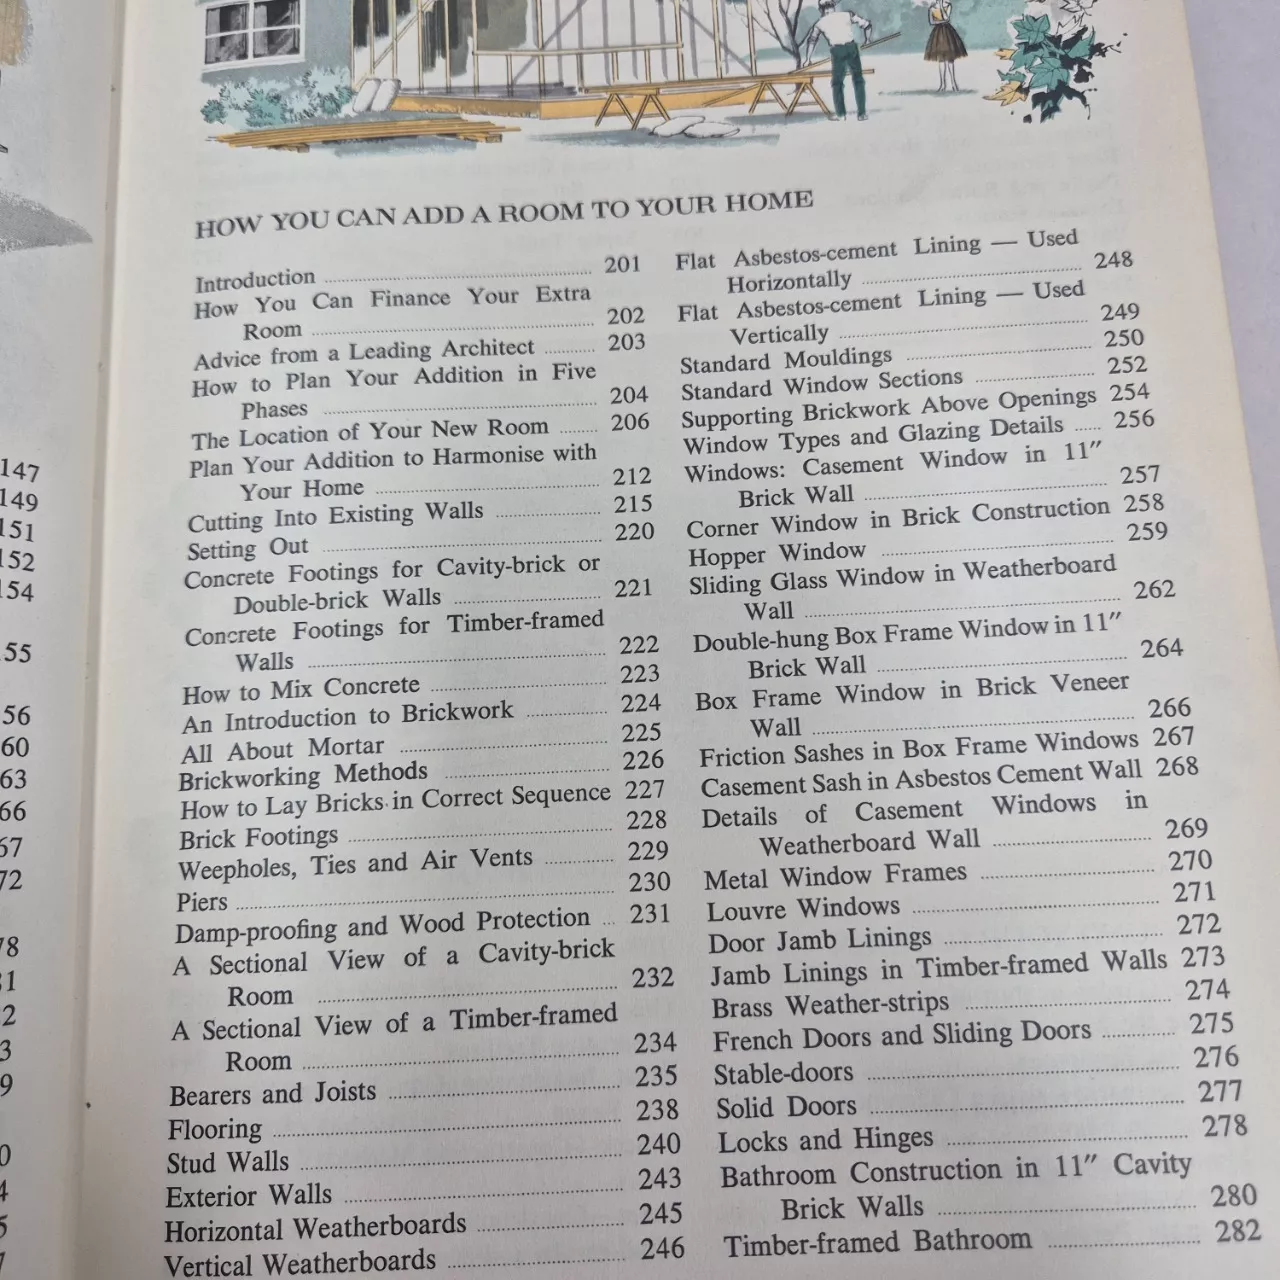 147
149
151
152
154
155
56
60
63
66
67
72
78
HOW YOU CAN ADD A ROOM TO YOUR HOME
Introduction 201
How You Can Finance Your Extra
Room 202
Advice from a Leading Architect 203
How to Plan Your Addition in Five
Phases 204
The Location of Your New Room 206
Plan Your Addition to Harmonise with
Your Home 212
Cutting Into Existing Walls 215
Setting Out 220
Concrete Footings for Cavity-brick or
Double-brick Walls 221
Concrete Footings for Timber-framed
Walls 222
How to Mix Concrete 223
An Introduction to Brickwork 224
All About Mortar 225
Brickworking Methods 226
How to Lay Bricks in Correct Sequence 227
Brick Footings 228
Weepholes, Ties and Air Vents 229
Piers 230
Damp-proofing and Wood Protection 231
A Sectional View of a Cavity-brick
Room 232
A Sectional View of a Timber-framed
Room 234
Bearers and Joists 235
Flooring 238
Stud Walls 240
Exterior Walls 243
Horizontal Weatherboards 245
Vertical Weatherboards 246
Flat Asbestos-cement Lining — Used
Horizontally 248
Flat Asbestos-cement Lining — Used
Vertically 249
Standard Mouldings 250
Standard Window Sections 252
Supporting Brickwork Above Openings 254
Window Types and Glazing Details 256
Windows: Casement Window in 11″
Brick Wall 257
Corner Window in Brick Construction 258
Hopper Window 259
Sliding Glass Window in Weatherboard
Wall 262
Double-hung Box Frame Window in 11″
Brick Wall 264
Box Frame Window in Brick Veneer
Wall 266
Friction Sashes in Box Frame Windows 267
Casement Sash in Asbestos Cement Wall 268
Details of Casement Windows in
Weatherboard Wall 269
Metal Window Frames 270
Louvre Windows 271
Door Jamb Linings 272
Jamb Linings in Timber-framed Walls 273
Brass Weather-strips 274
French Doors and Sliding Doors 275
Stable-doors 276
Solid Doors 277
Locks and Hinges 278
Bathroom Construction in 11″ Cavity
Brick Walls 280
Timber-framed Bathroom 282